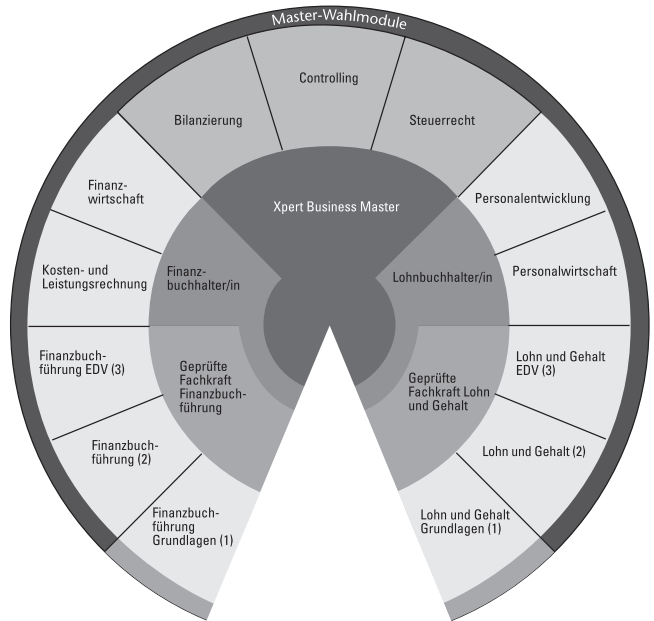 Master-Wahlmodule
Controlling
Bilanzierung
Steuerrecht
Finanz-
wirtschaft
Xpert Business Master
Personalentwicklung
Kosten- und
Leistungsrechnung
Finanz-
buchhalter/in
Lohnbuchhalter/in
Personalwirtschaft
Finanzbuch-
führung EDV (3)
Geprüfte
Fachkraft
Finanzbuch-
führung
Geprüfte
Fachkraft Lohn
und Gehalt
Lohn und Gehalt
EDV (3)
Finanzbuch-
führung (2)
Lohn und Gehalt (2)
Finanzbuch-
führung
Grundlagen (1)
Lohn und Gehalt
Grundlagen (1)